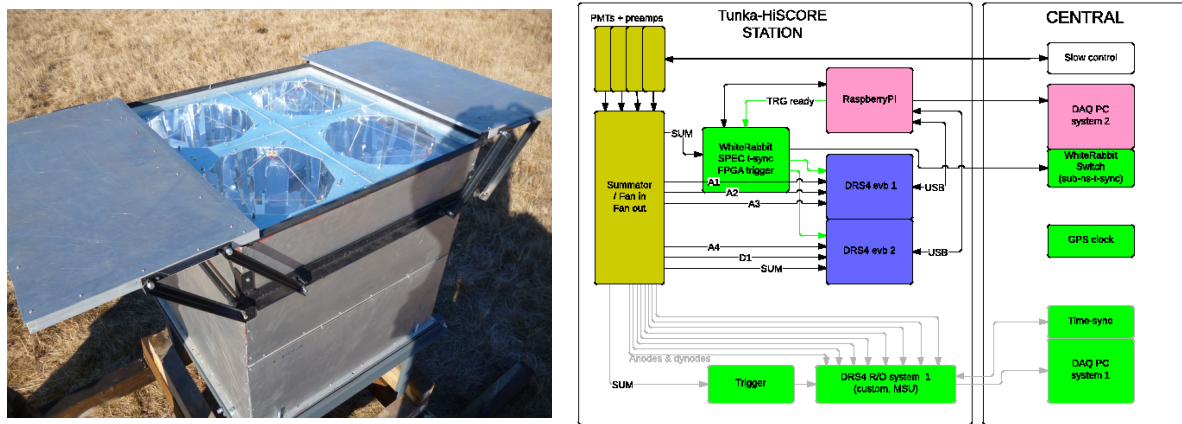 Tunka-HiSCORE
STATION
CENTRAL
PMTs + preamps
Slow control
RaspberryPI
TRG ready
DAQ PC
system 2
SUM
WhiteRabbit
SPEC t-sync
FPGA trigger
WhiteRabbit
Switch
(sub-ns-t-sync)
Summator
/ Fan in
Fan out
A1
A2
A3
DRS4 evb 1
USB
GPS clock
A4
D1
SUM
DRS4 evb 2
USB
Time-sync
Anodes & dynodes
SUM
Trigger
DRS4 R/O system 1
(custom, MSU)
DAQ PC
system 1